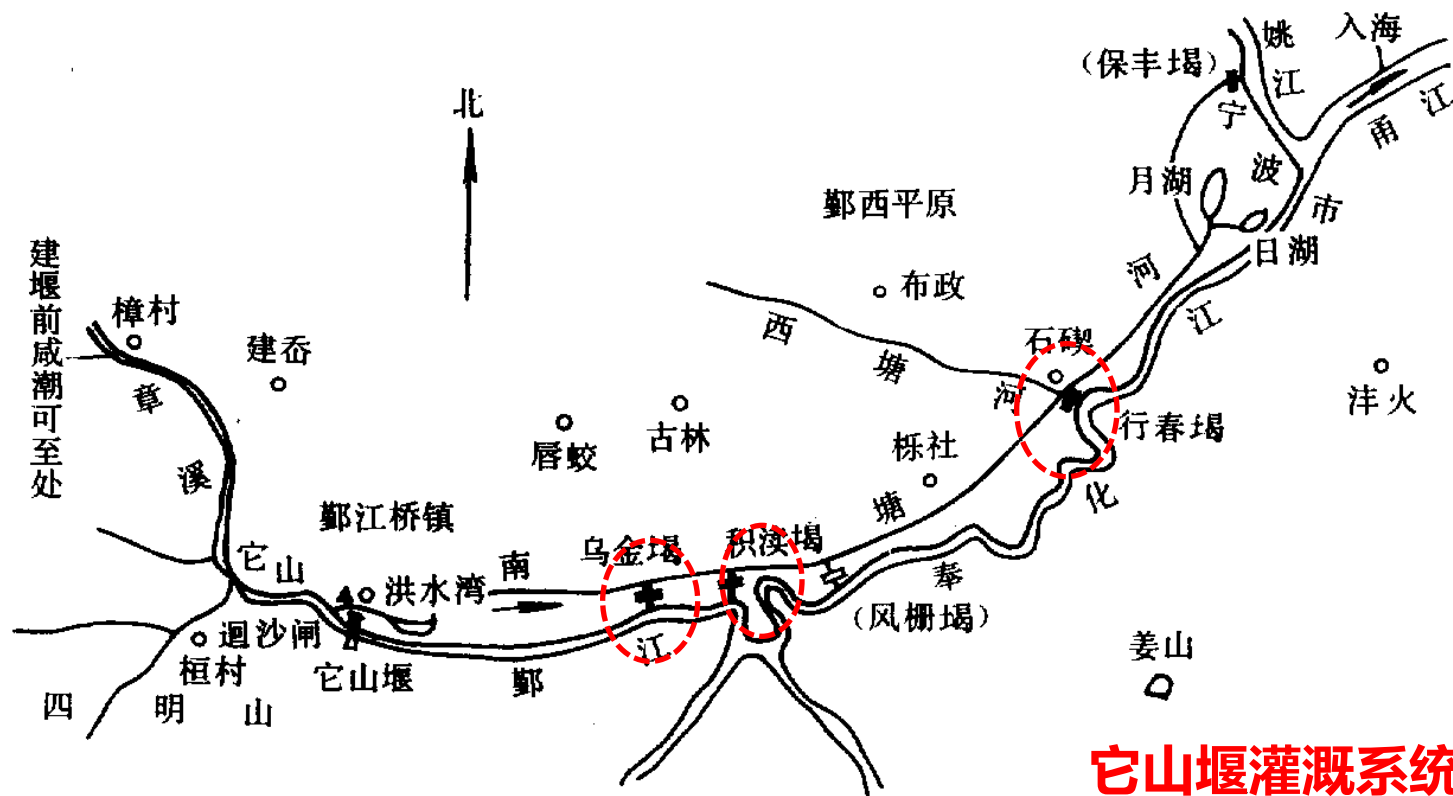 姚江
入海
(保丰堨)
甬江
北
宁波市
月湖
日湖
鄞西平原
建堰前咸潮可至处
樟村
建岙
布政
西塘河
石碶
沣火
章溪
唇蛟
古林
栎社
行春堨
鄞江桥镇
乌金堨
积渎堨
南塘河
奉化江
它山
洪水湾
(风栅堨)
迴沙闸
桓村
它山堰
鄞江
姜山
四明山
它山堰灌溉系统